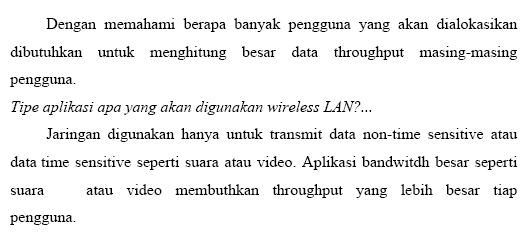 Dengan memahami berapa banyak pengguna yang akan dialokasikan
dibutuhkan untuk menghitung besar data throughput masing-masing
pengguna.
Tipe aplikasi apa yang akan digunakan wireless LAN?...
Jaringan digunakan hanya untuk transmit data non-time sensitive atau
data time sensitive seperti suara atau video. Aplikasi bandwitdh besar seperti
suara atau video membuthkan throughput yang lebih besar tiap
pengguna.